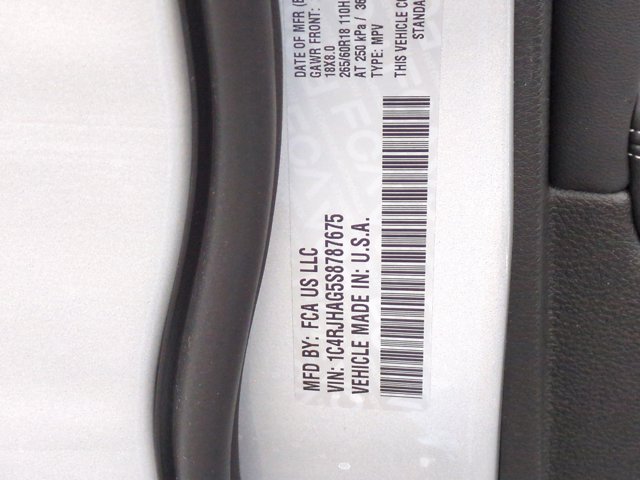 MFD BY: FCA US LLC
DATE OF MFR
VIN: 1C4RJHAG5S8787675
GAWR FRONT:
VEHICLE MADE IN: U.S.A.
18X8.0
265/60R18 110H
AT 250 kPa /
TYPE: MPV
THIS VEHICLE
STANDA